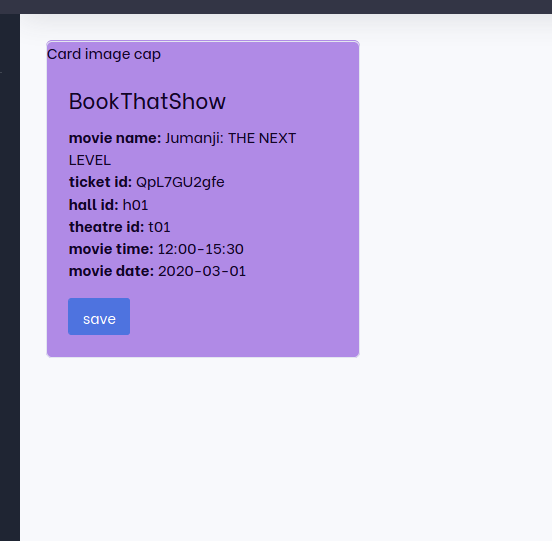 Card image cap
BookThatShow
movie name: Jumanji: THE NEXT
LEVEL
ticket id: QpL7GU2gfe
hall id: h01
theatre id: t01
movie time: 12:00-15:30
movie date: 2020-03-01
save